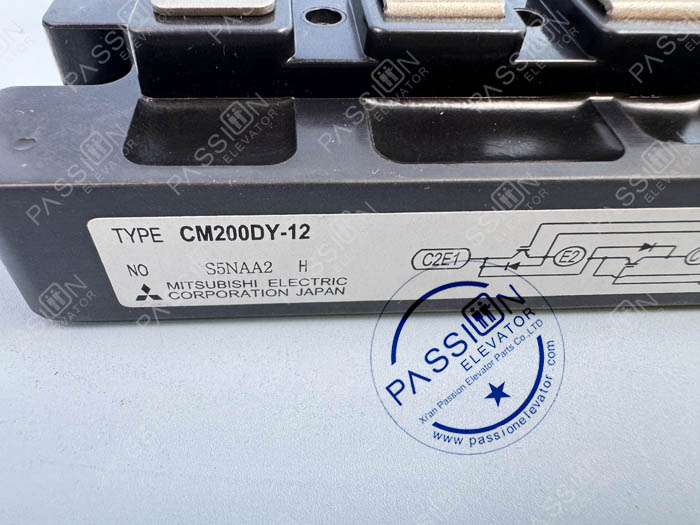 TYPE CM200DY-12
NO S5NAA2 H
MITSUBISHI ELECTRIC
CORPORATION JAPAN
C2E1
E2
PASSION
ELEVATOR
Xi'an Passion Elevator Parts Co.,LTD
www.passionelevator.com